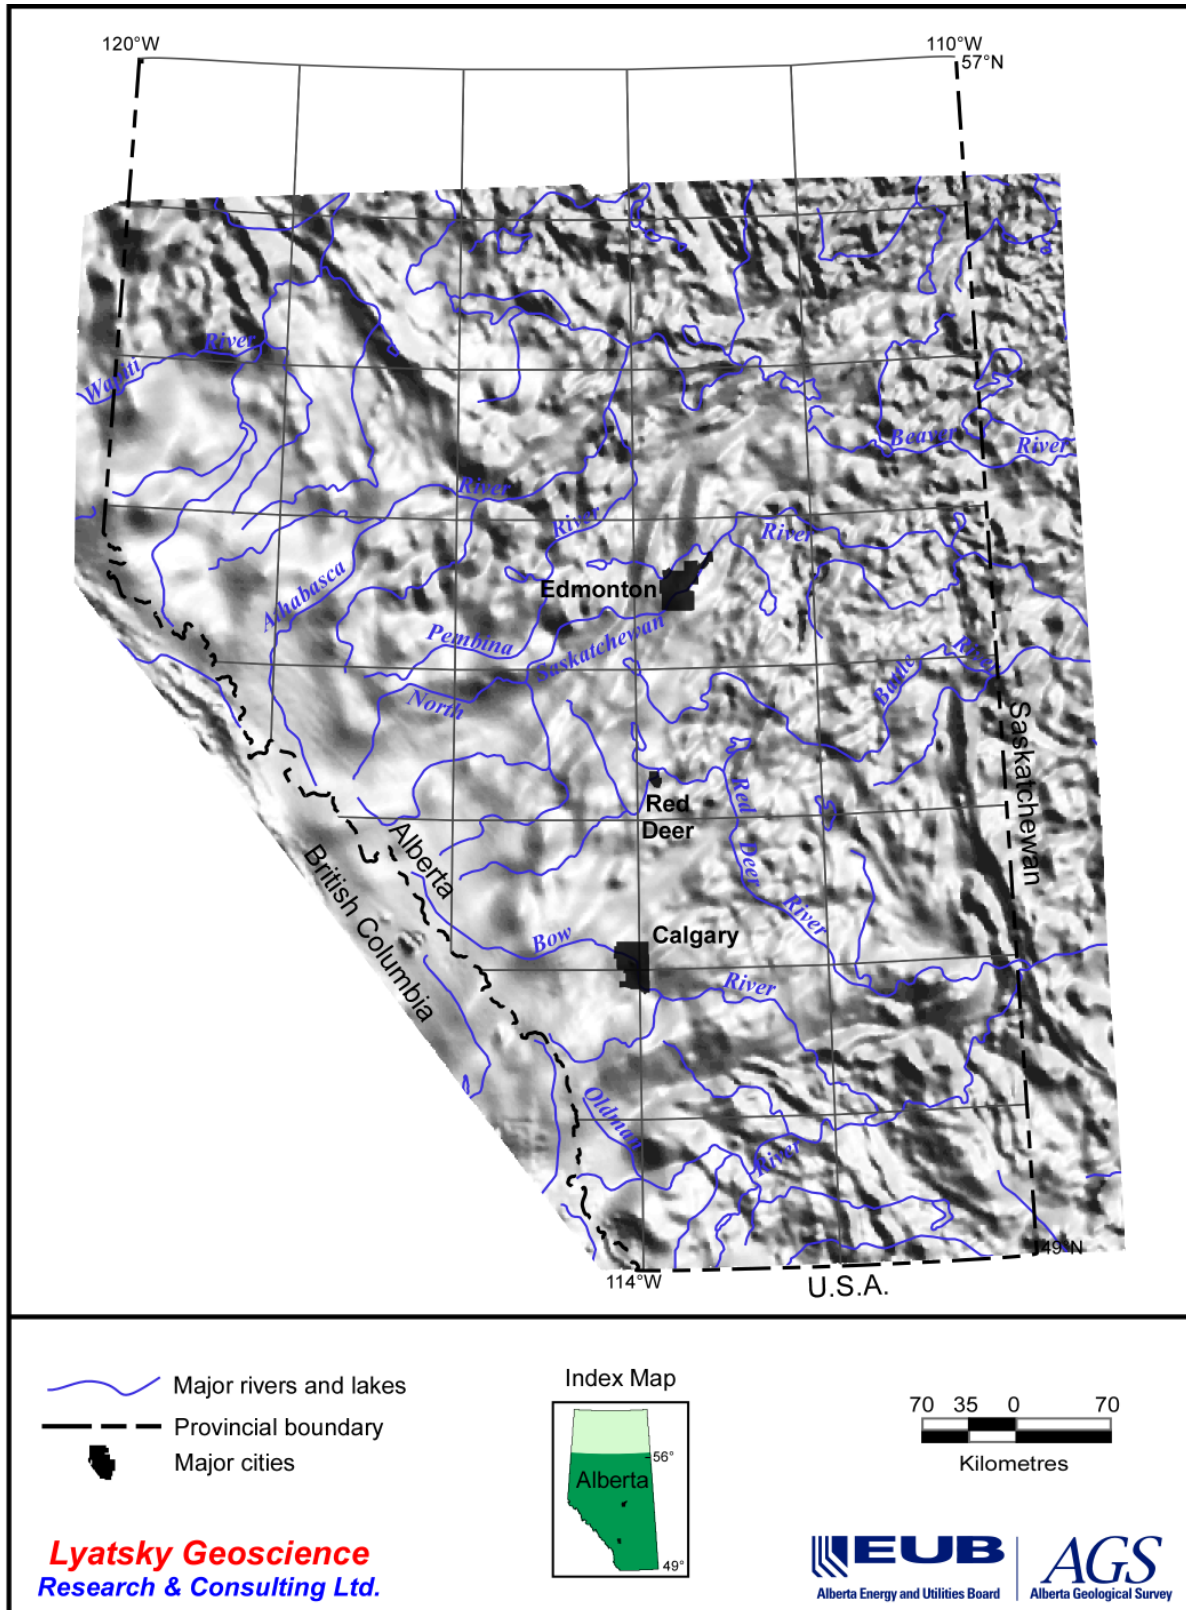 120°W
110°W
57°N
River
Wapiti
Beaver
River
River
River
River
Athabasca
Edmonton
Pembina
Saskatchewan
North
Battle
River
Saskatchewan
Red
Deer
Red
Deer
River
Alberta
British Columbia
Bow
Calgary
River
Oldman
River
49°N
114°W
U.S.A.
Major rivers and lakes
Provincial boundary
Major cities
Index Map
56°
Alberta
49°
70 35 0 70
Kilometres
Lyatsky Geoscience
Research & Consulting Ltd.
EUB
Alberta Energy and Utilities Board
AGS
Alberta Geological Survey